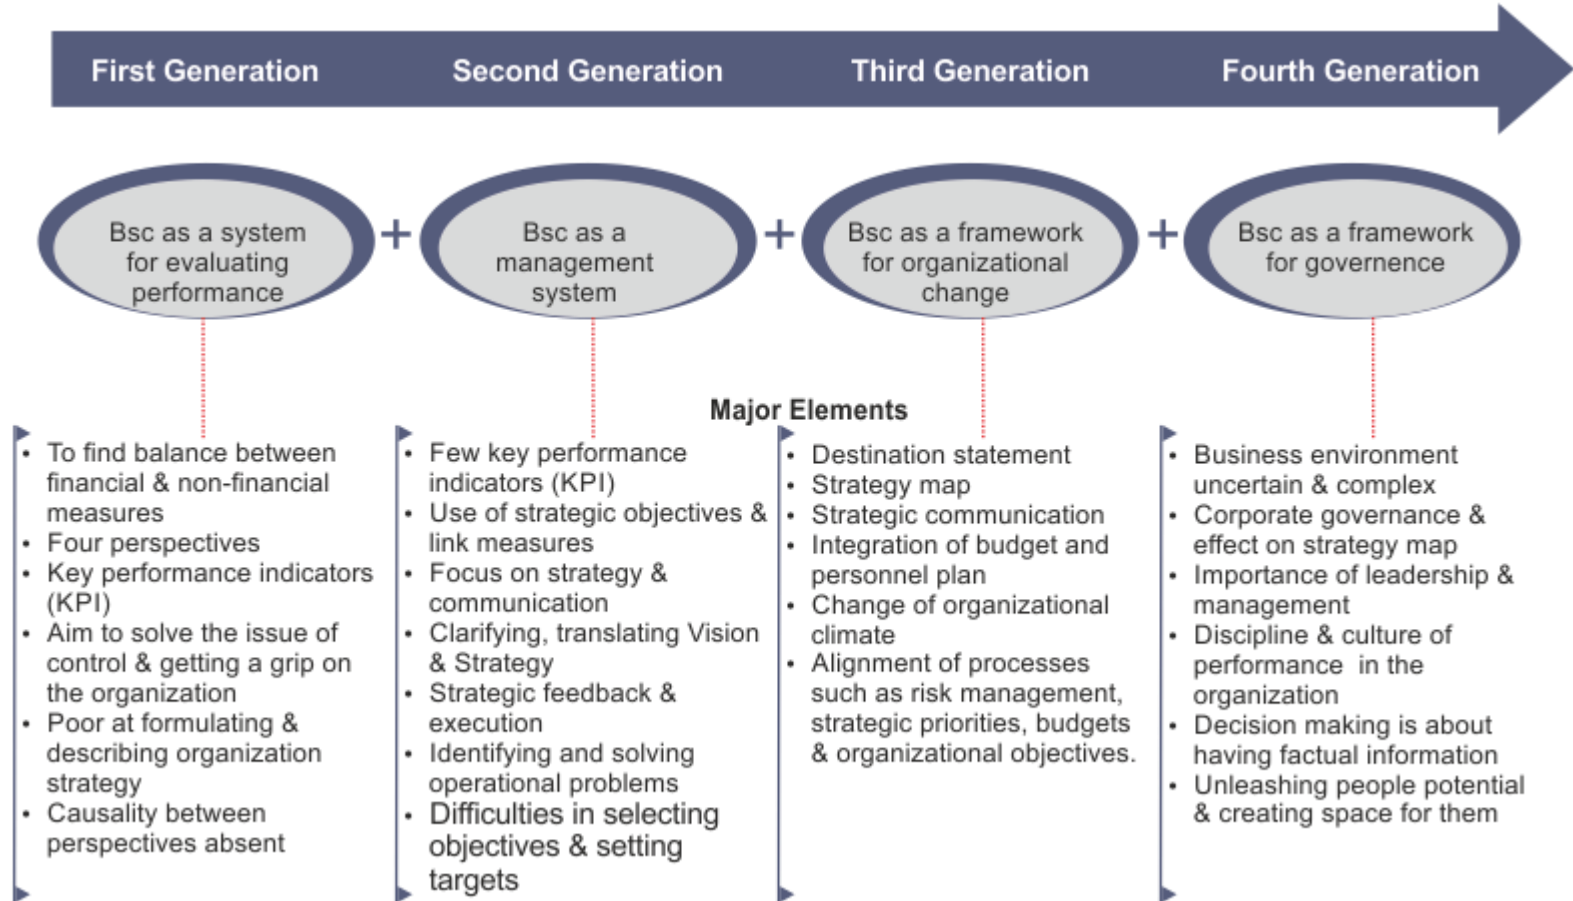 First Generation
Second Generation
Third Generation
Fourth Generation
Bsc as a system
for evaluating
performance
+
Bsc as a
management
system
+
Bsc as a framework
for organizational
change
+
Bsc as a framework
for governence
Major Elements
• To find balance between
financial & non-financial
measures
• Four perspectives
• Key performance indicators
(KPI)
• Aim to solve the issue of
control & getting a grip on
the organization
• Poor at formulating &
describing organization
strategy
• Causality between
perspectives absent
• Few key performance
indicators (KPI)
• Use of strategic objectives &
link measures
• Focus on strategy &
communication
• Clarifying, translating Vision
& Strategy
• Strategic feedback &
execution
• Identifying and solving
operational problems
• Difficulties in selecting
objectives & setting
targets
• Destination statement
• Strategy map
• Strategic communication
• Integration of budget and
personnel plan
• Change of organizational
climate
• Alignment of processes
such as risk management,
strategic priorities, budgets
& organizational objectives.
• Business environment
uncertain & complex
• Corporate governance &
effect on strategy map
• Importance of leadership &
management
• Discipline & culture of
performance in the
organization
• Decision making is about
having factual information
• Unleashing people potential
& creating space for them